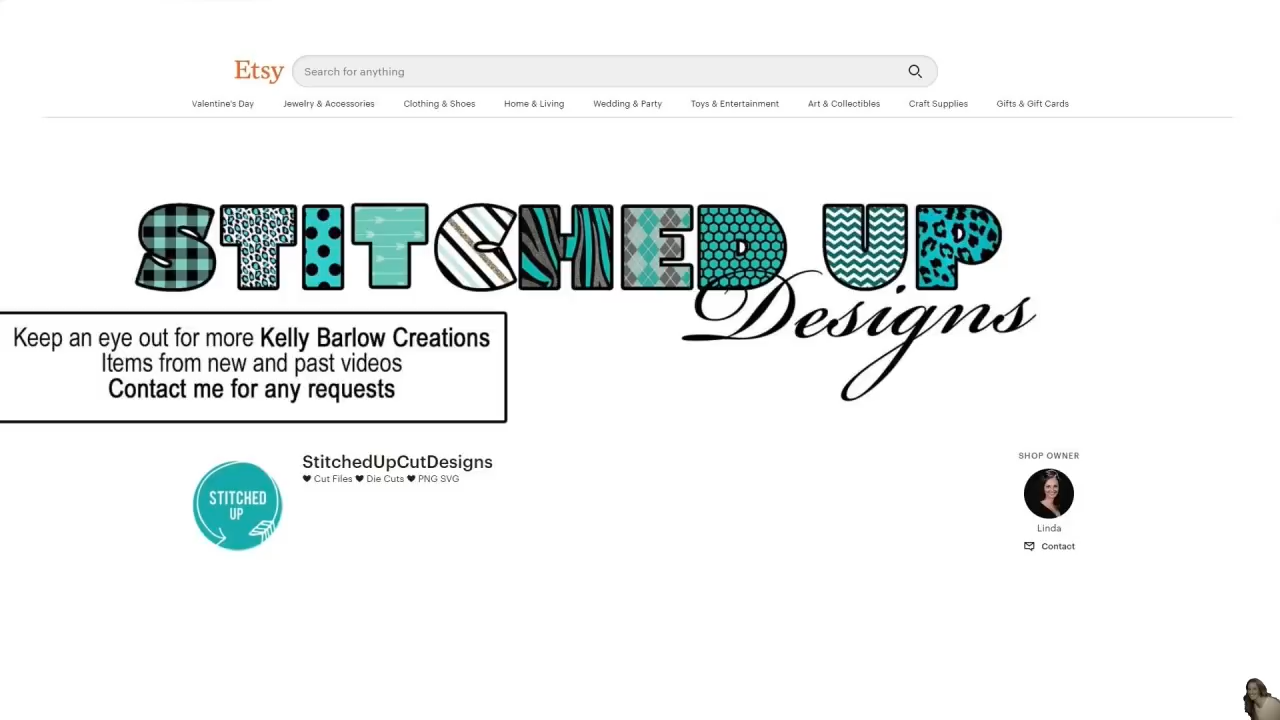 Etsy
Search for anything
Valentine's Day Jewelry & Accessories Clothing & Shoes Home & Living Wedding & Party Toys & Entertainment Art & Collectibles Craft Supplies Gifts & Gift Cards
STITCHED UP
Designs
Keep an eye out for more Kelly Barlow Creations
Items from new and past videos
Contact me for any requests
STITCHED
UP
StitchedUpCutDesigns
♥ Cut Files ♥ Die Cuts ♥ PNG SVG
SHOP OWNER
Linda
Contact